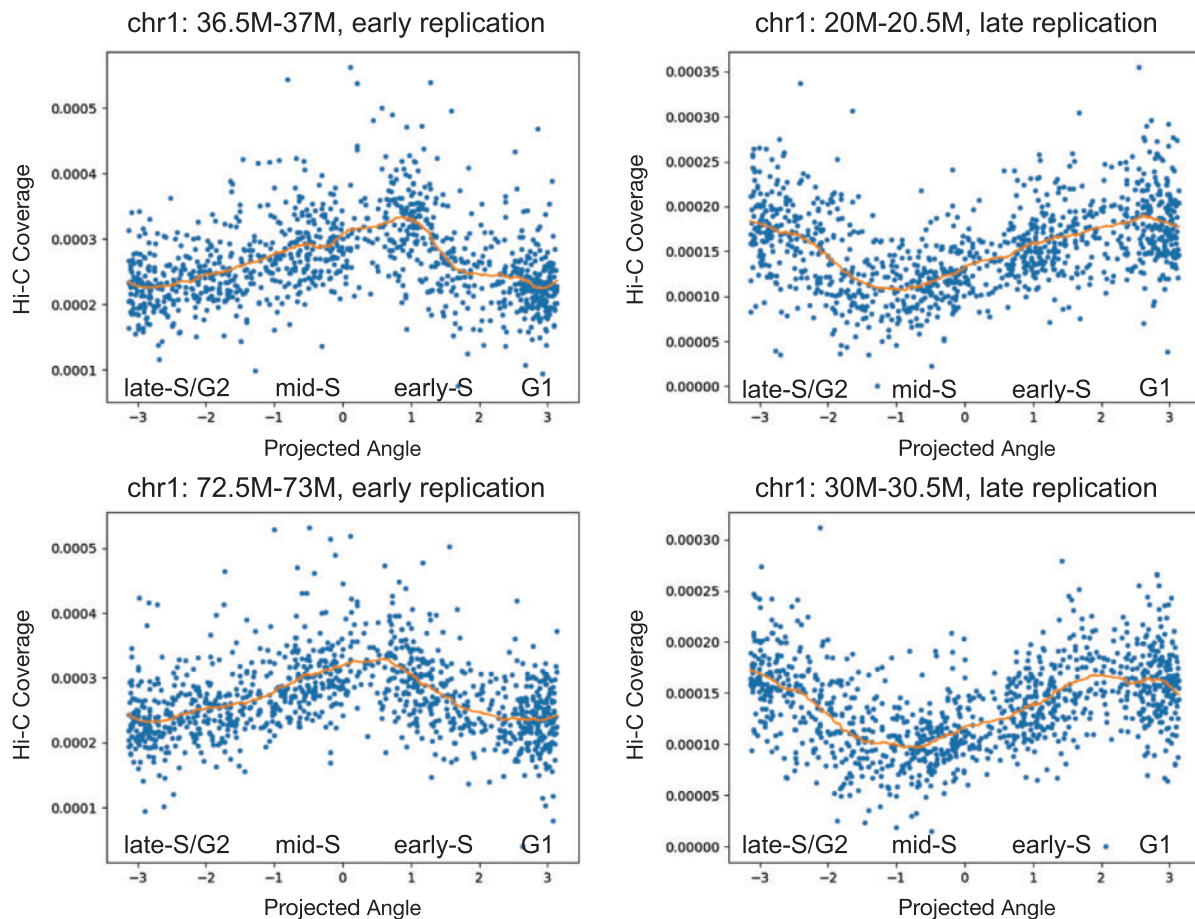 chr1: 36.5M-37M, early replication
Hi-C Coverage
0.0005
0.0004
0.0003
0.0002
0.0001
late-S/G2 mid-S early-S G1
−3 −2 −1 0 1 2 3
Projected Angle
chr1: 20M-20.5M, late replication
Hi-C Coverage
0.00035
0.00030
0.00025
0.00020
0.00015
0.00010
0.00005
0.00000
late-S/G2 mid-S early-S G1
−3 −2 −1 0 1 2 3
Projected Angle
chr1: 72.5M-73M, early replication
Hi-C Coverage
0.0005
0.0004
0.0003
0.0002
0.0001
late-S/G2 mid-S early-S G1
−3 −2 −1 0 1 2 3
Projected Angle
chr1: 30M-30.5M, late replication
Hi-C Coverage
0.00030
0.00025
0.00020
0.00015
0.00010
0.00005
0.00000
late-S/G2 mid-S early-S G1
−3 −2 −1 0 1 2 3
Projected Angle